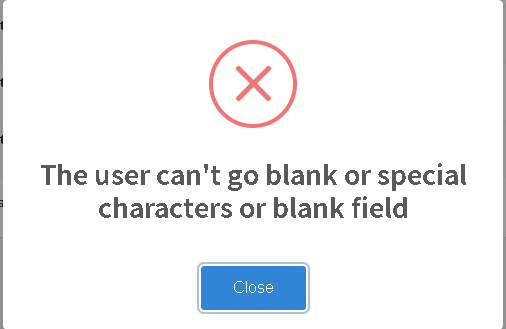 The user can't go blank or special
characters or blank field
Close